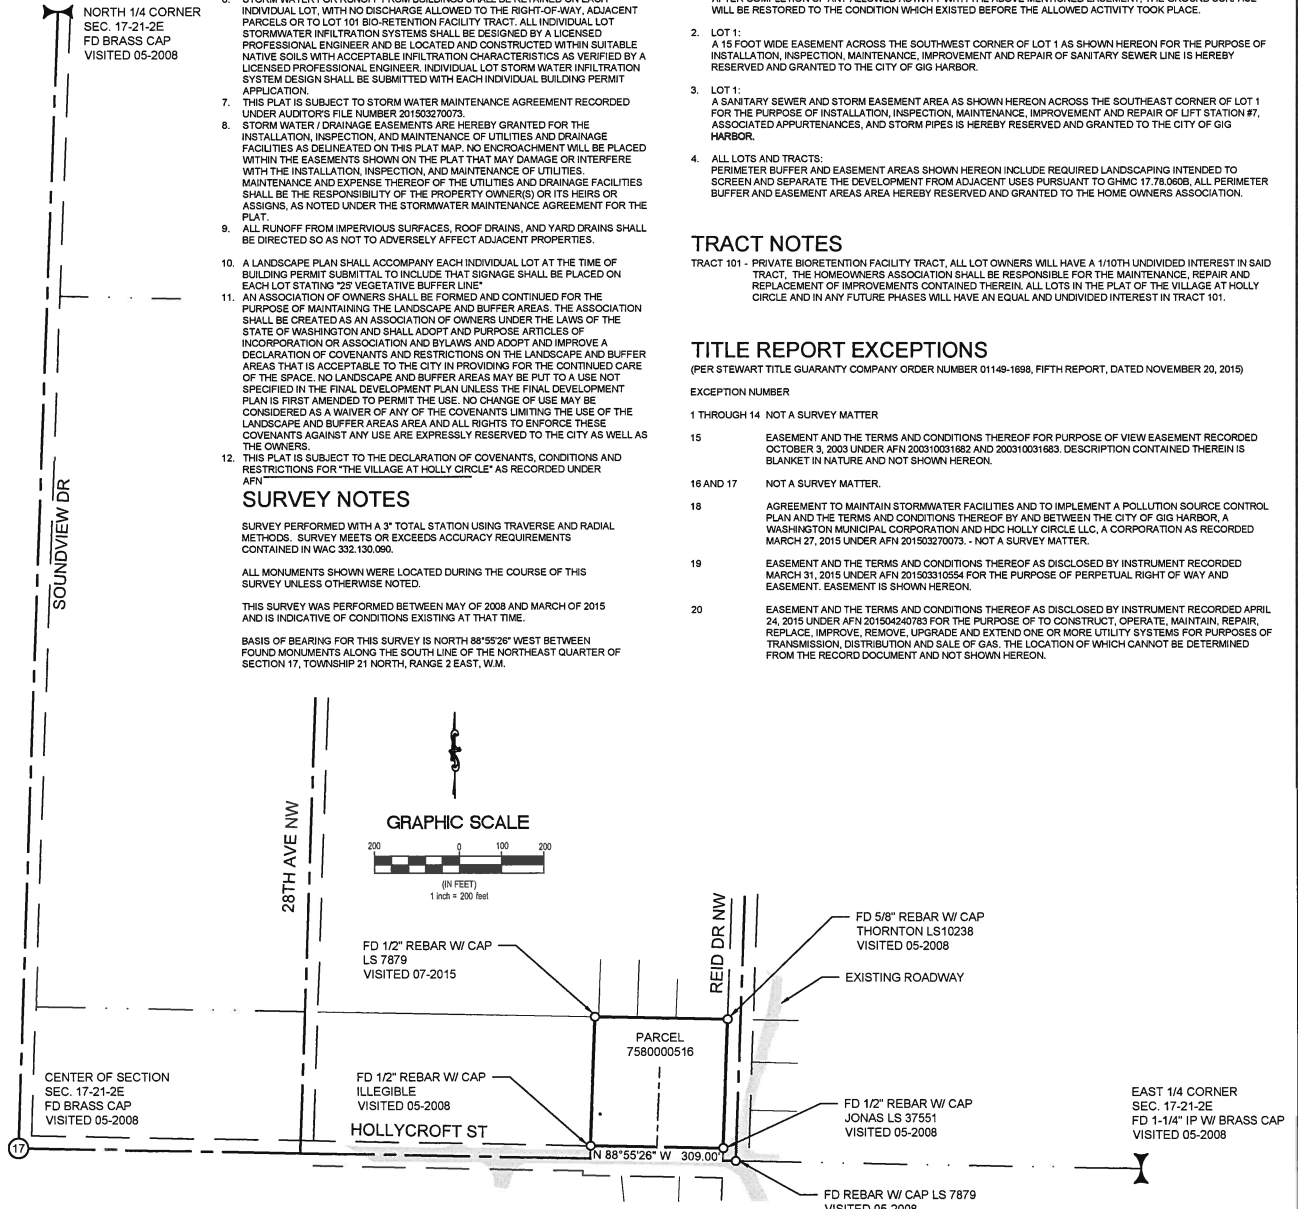 NORTH 1/4 CORNER
SEC. 17-21-2E
FD BRASS CAP
VISITED 05-2008
INDIVIDUAL LOT, WITH NO DISCHARGE ALLOWED TO THE RIGHT-OF-WAY, ADJACENT
PARCELS OR TO LOT 101 BIO-RETENTION FACILITY TRACT. ALL INDIVIDUAL LOT
STORMWATER INFILTRATION SYSTEMS SHALL BE DESIGNED BY A LICENSED
PROFESSIONAL ENGINEER AND BE LOCATED AND CONSTRUCTED WITHIN SUITABLE
NATIVE SOILS WITH ACCEPTABLE INFILTRATION CHARACTERISTICS AS VERIFIED BY A
LICENSED PROFESSIONAL ENGINEER. INDIVIDUAL LOT STORM WATER INFILTRATION
SYSTEM DESIGN SHALL BE SUBMITTED WITH EACH INDIVIDUAL BUILDING PERMIT
APPLICATION.
7. THIS PLAT IS SUBJECT TO STORM WATER MAINTENANCE AGREEMENT RECORDED
UNDER AUDITOR'S FILE NUMBER 201503270073.
8. STORM WATER / DRAINAGE EASEMENTS ARE HEREBY GRANTED FOR THE
INSTALLATION, INSPECTION, AND MAINTENANCE OF UTILITIES AND DRAINAGE
FACILITIES AS DELINEATED ON THIS PLAT MAP. NO ENCROACHMENT WILL BE PLACED
WITHIN THE EASEMENTS SHOWN ON THE PLAT THAT MAY DAMAGE OR INTERFERE
WITH THE INSTALLATION, INSPECTION, AND MAINTENANCE OF UTILITIES.
MAINTENANCE AND EXPENSE THEREOF OF THE UTILITIES AND DRAINAGE FACILITIES
SHALL BE THE RESPONSIBILITY OF THE PROPERTY OWNER(S) OR ITS HEIRS OR
ASSIGNS, AS NOTED UNDER THE STORMWATER MAINTENANCE AGREEMENT FOR THE
PLAT.
9. ALL RUNOFF FROM IMPERVIOUS SURFACES, ROOF DRAINS, AND YARD DRAINS SHALL
BE DIRECTED SO AS NOT TO ADVERSELY AFFECT ADJACENT PROPERTIES.
10. A LANDSCAPE PLAN SHALL ACCOMPANY EACH INDIVIDUAL LOT AT THE TIME OF
BUILDING PERMIT SUBMITTAL TO INCLUDE THAT SIGNAGE SHALL BE PLACED ON
EACH LOT STATING "25' VEGETATIVE BUFFER LINE"
11. AN ASSOCIATION OF OWNERS SHALL BE FORMED AND CONTINUED FOR THE
PURPOSE OF MAINTAINING THE LANDSCAPE AND BUFFER AREAS. THE ASSOCIATION
SHALL BE CREATED AS AN ASSOCIATION OF OWNERS UNDER THE LAWS OF THE
STATE OF WASHINGTON AND SHALL ADOPT AND PURPOSE ARTICLES OF
INCORPORATION OR ASSOCIATION AND BYLAWS AND ADOPT AND IMPROVE A
DECLARATION OF COVENANTS AND RESTRICTIONS ON THE LANDSCAPE AND BUFFER
AREAS THAT IS ACCEPTABLE TO THE CITY IN PROVIDING FOR THE CONTINUED CARE
OF THE SPACE. NO LANDSCAPE AND BUFFER AREAS MAY BE PUT TO A USE NOT
SPECIFIED IN THE FINAL DEVELOPMENT PLAN UNLESS THE FINAL DEVELOPMENT
PLAN IS FIRST AMENDED TO PERMIT THE USE. NO CHANGE OF USE MAY BE
CONSIDERED AS A WAIVER OF ANY OF THE COVENANTS LIMITING THE USE OF THE
LANDSCAPE AND BUFFER AREAS AREA AND ALL RIGHTS TO ENFORCE THESE
COVENANTS AGAINST ANY USE ARE EXPRESSLY RESERVED TO THE CITY AS WELL AS
THE OWNERS.
12. THIS PLAT IS SUBJECT TO THE DECLARATION OF COVENANTS, CONDITIONS AND
RESTRICTIONS FOR "THE VILLAGE AT HOLLY CIRCLE" AS RECORDED UNDER
AFN
SURVEY NOTES
SURVEY PERFORMED WITH A 3" TOTAL STATION USING TRAVERSE AND RADIAL
METHODS. SURVEY MEETS OR EXCEEDS ACCURACY REQUIREMENTS
CONTAINED IN WAC 332.130.090.
ALL MONUMENTS SHOWN WERE LOCATED DURING THE COURSE OF THIS
SURVEY UNLESS OTHERWISE NOTED.
THIS SURVEY WAS PERFORMED BETWEEN MAY OF 2008 AND MARCH OF 2015
AND IS INDICATIVE OF CONDITIONS EXISTING AT THAT TIME.
BASIS OF BEARING FOR THIS SURVEY IS NORTH 88°55'26" WEST BETWEEN
FOUND MONUMENTS ALONG THE SOUTH LINE OF THE NORTHEAST QUARTER OF
SECTION 17, TOWNSHIP 21 NORTH, RANGE 2 EAST, W.M.
WILL BE RESTORED TO THE CONDITION WHICH EXISTED BEFORE THE ALLOWED ACTIVITY TOOK PLACE.
2. LOT 1:
A 15 FOOT WIDE EASEMENT ACROSS THE SOUTHWEST CORNER OF LOT 1 AS SHOWN HEREON FOR THE PURPOSE OF
INSTALLATION, INSPECTION, MAINTENANCE, IMPROVEMENT AND REPAIR OF SANITARY SEWER LINE IS HEREBY
RESERVED AND GRANTED TO THE CITY OF GIG HARBOR.
3. LOT 1:
A SANITARY SEWER AND STORM EASEMENT AREA AS SHOWN HEREON ACROSS THE SOUTHEAST CORNER OF LOT 1
FOR THE PURPOSE OF INSTALLATION, INSPECTION, MAINTENANCE, IMPROVEMENT AND REPAIR OF LIFT STATION #7,
ASSOCIATED APPURTENANCES, AND STORM PIPES IS HEREBY RESERVED AND GRANTED TO THE CITY OF GIG
HARBOR.
4. ALL LOTS AND TRACTS:
PERIMETER BUFFER AND EASEMENT AREAS SHOWN HEREON INCLUDE REQUIRED LANDSCAPING INTENDED TO
SCREEN AND SEPARATE THE DEVELOPMENT FROM ADJACENT USES PURSUANT TO GHMC 17.78.060B, ALL PERIMETER
BUFFER AND EASEMENT AREAS AREA HEREBY RESERVED AND GRANTED TO THE HOME OWNERS ASSOCIATION.
TRACT NOTES
TRACT 101 - PRIVATE BIORETENTION FACILITY TRACT, ALL LOT OWNERS WILL HAVE A 1/10TH UNDIVIDED INTEREST IN SAID
TRACT, THE HOMEOWNERS ASSOCIATION SHALL BE RESPONSIBLE FOR THE MAINTENANCE, REPAIR AND
REPLACEMENT OF IMPROVEMENTS CONTAINED THEREIN. ALL LOTS IN THE PLAT OF THE VILLAGE AT HOLLY
CIRCLE AND IN ANY FUTURE PHASES WILL HAVE AN EQUAL AND UNDIVIDED INTEREST IN TRACT 101.
TITLE REPORT EXCEPTIONS
(PER STEWART TITLE GUARANTY COMPANY ORDER NUMBER 01149-1698, FIFTH REPORT, DATED NOVEMBER 20, 2015)
EXCEPTION NUMBER
1 THROUGH 14 NOT A SURVEY MATTER
15 EASEMENT AND THE TERMS AND CONDITIONS THEREOF FOR PURPOSE OF VIEW EASEMENT RECORDED
OCTOBER 3, 2003 UNDER AFN 200310031682 AND 200310031683. DESCRIPTION CONTAINED THEREIN IS
BLANKET IN NATURE AND NOT SHOWN HEREON.
16 AND 17 NOT A SURVEY MATTER.
18 AGREEMENT TO MAINTAIN STORMWATER FACILITIES AND TO IMPLEMENT A POLLUTION SOURCE CONTROL
PLAN AND THE TERMS AND CONDITIONS THEREOF BY AND BETWEEN THE CITY OF GIG HARBOR, A
WASHINGTON MUNICIPAL CORPORATION AND HDC HOLLY CIRCLE LLC, A CORPORATION AS RECORDED
MARCH 27, 2015 UNDER AFN 201503270073. - NOT A SURVEY MATTER.
19 EASEMENT AND THE TERMS AND CONDITIONS THEREOF AS DISCLOSED BY INSTRUMENT RECORDED
MARCH 31, 2015 UNDER AFN 201503310554 FOR THE PURPOSE OF PERPETUAL RIGHT OF WAY AND
EASEMENT. EASEMENT IS SHOWN HEREON.
20 EASEMENT AND THE TERMS AND CONDITIONS THEREOF AS DISCLOSED BY INSTRUMENT RECORDED APRIL
24, 2015 UNDER AFN 201504240783 FOR THE PURPOSE OF TO CONSTRUCT, OPERATE, MAINTAIN, REPAIR,
REPLACE, IMPROVE, REMOVE, UPGRADE AND EXTEND ONE OR MORE UTILITY SYSTEMS FOR PURPOSES OF
TRANSMISSION, DISTRIBUTION AND SALE OF GAS. THE LOCATION OF WHICH CANNOT BE DETERMINED
FROM THE RECORD DOCUMENT AND NOT SHOWN HEREON.
SOUNDVIEW DR
28TH AVE NW
GRAPHIC SCALE
200 0 100 200
(IN FEET)
1 inch = 200 feet
REID DR NW
FD 1/2" REBAR W/ CAP
LS 7879
VISITED 07-2015
FD 5/8" REBAR W/ CAP
THORNTON LS10238
VISITED 05-2008
EXISTING ROADWAY
PARCEL
7580000516
CENTER OF SECTION
SEC. 17-21-2E
FD BRASS CAP
VISITED 05-2008
FD 1/2" REBAR W/ CAP
ILLEGIBLE
VISITED 05-2008
FD 1/2" REBAR W/ CAP
JONAS LS 37551
VISITED 05-2008
EAST 1/4 CORNER
SEC. 17-21-2E
FD 1-1/4" IP W/ BRASS CAP
VISITED 05-2008
HOLLYCROFT ST
17
N 88°55'26" W 309.00'
FD REBAR W/ CAP LS 7879
VISITED 05-2008